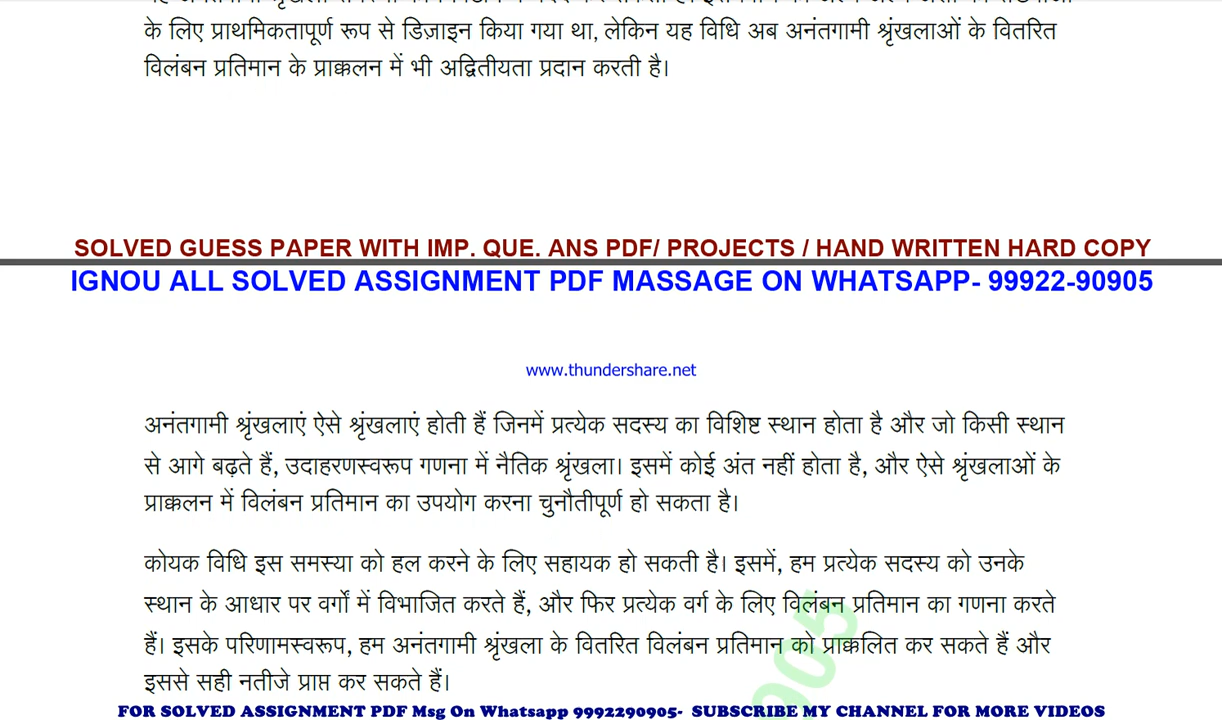 के लिए प्राथमिकतापूर्ण रूप से डिज़ाइन किया गया था, लेकिन यह विधि अब अनंतगामी श्रृंखलाओं के वितरित
विलंबन प्रतिमान के प्राक्कलन में भी अद्वितीयता प्रदान करती है।
SOLVED GUESS PAPER WITH IMP. QUE. ANS PDF/ PROJECTS / HAND WRITTEN HARD COPY
IGNOU ALL SOLVED ASSIGNMENT PDF MASSAGE ON WHATSAPP- 99922-90905
www.thundershare.net
अनंतगामी श्रृंखलाएं ऐसे श्रृंखलाएं होती हैं जिनमें प्रत्येक सदस्य का विशिष्ट स्थान होता है और जो किसी स्थान
से आगे बढ़ते हैं, उदाहरणस्वरूप गणना में नैतिक श्रृंखला। इसमें कोई अंत नहीं होता है, और ऐसे श्रृंखलाओं के
प्राक्कलन में विलंबन प्रतिमान का उपयोग करना चुनौतीपूर्ण हो सकता है।
कोयक विधि इस समस्या को हल करने के लिए सहायक हो सकती है। इसमें, हम प्रत्येक सदस्य को उनके
स्थान के आधार पर वर्गों में विभाजित करते हैं, और फिर प्रत्येक वर्ग के लिए विलंबन प्रतिमान का गणना करते
हैं। इसके परिणामस्वरूप, हम अनंतगामी श्रृंखला के वितरित विलंबन प्रतिमान को प्राक्कलित कर सकते हैं और
इससे सही नतीजे प्राप्त कर सकते हैं।
905
FOR SOLVED ASSIGNMENT PDF Msg On Whatsapp 9992290905- SUBSCRIBE MY CHANNEL FOR MORE VIDEOS